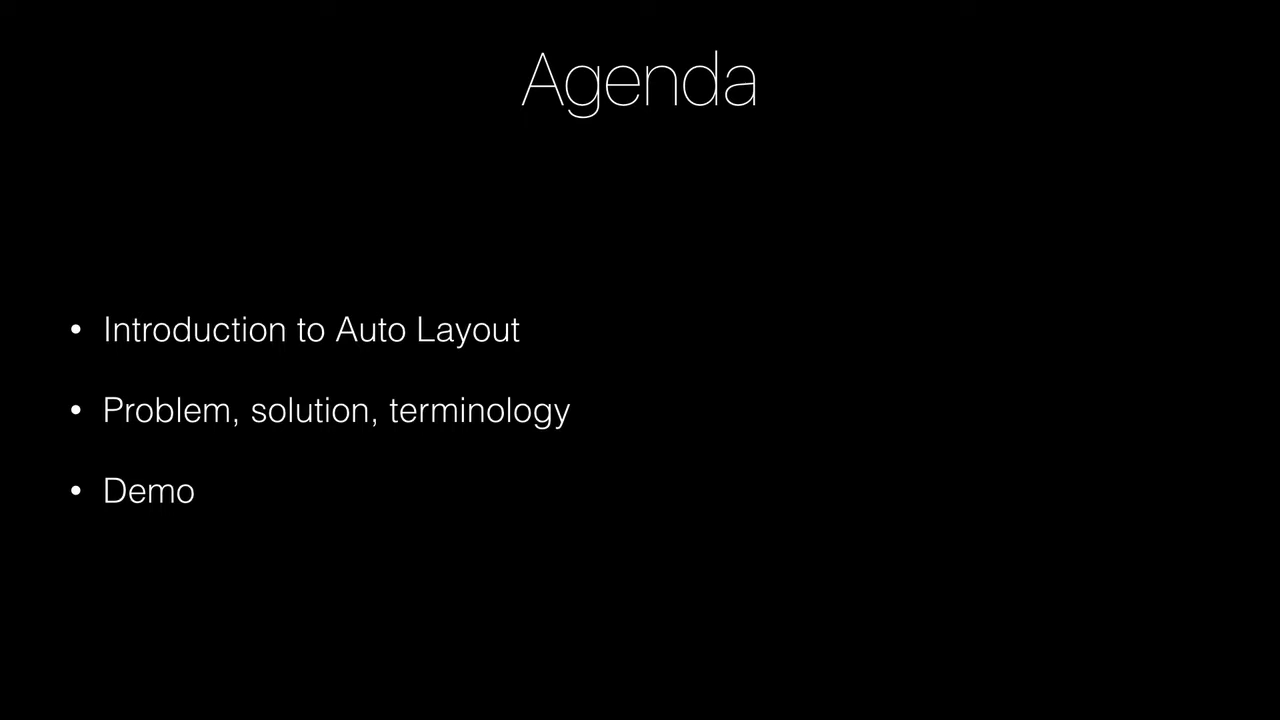 Agenda
• Introduction to Auto Layout
• Problem, solution, terminology
• Demo